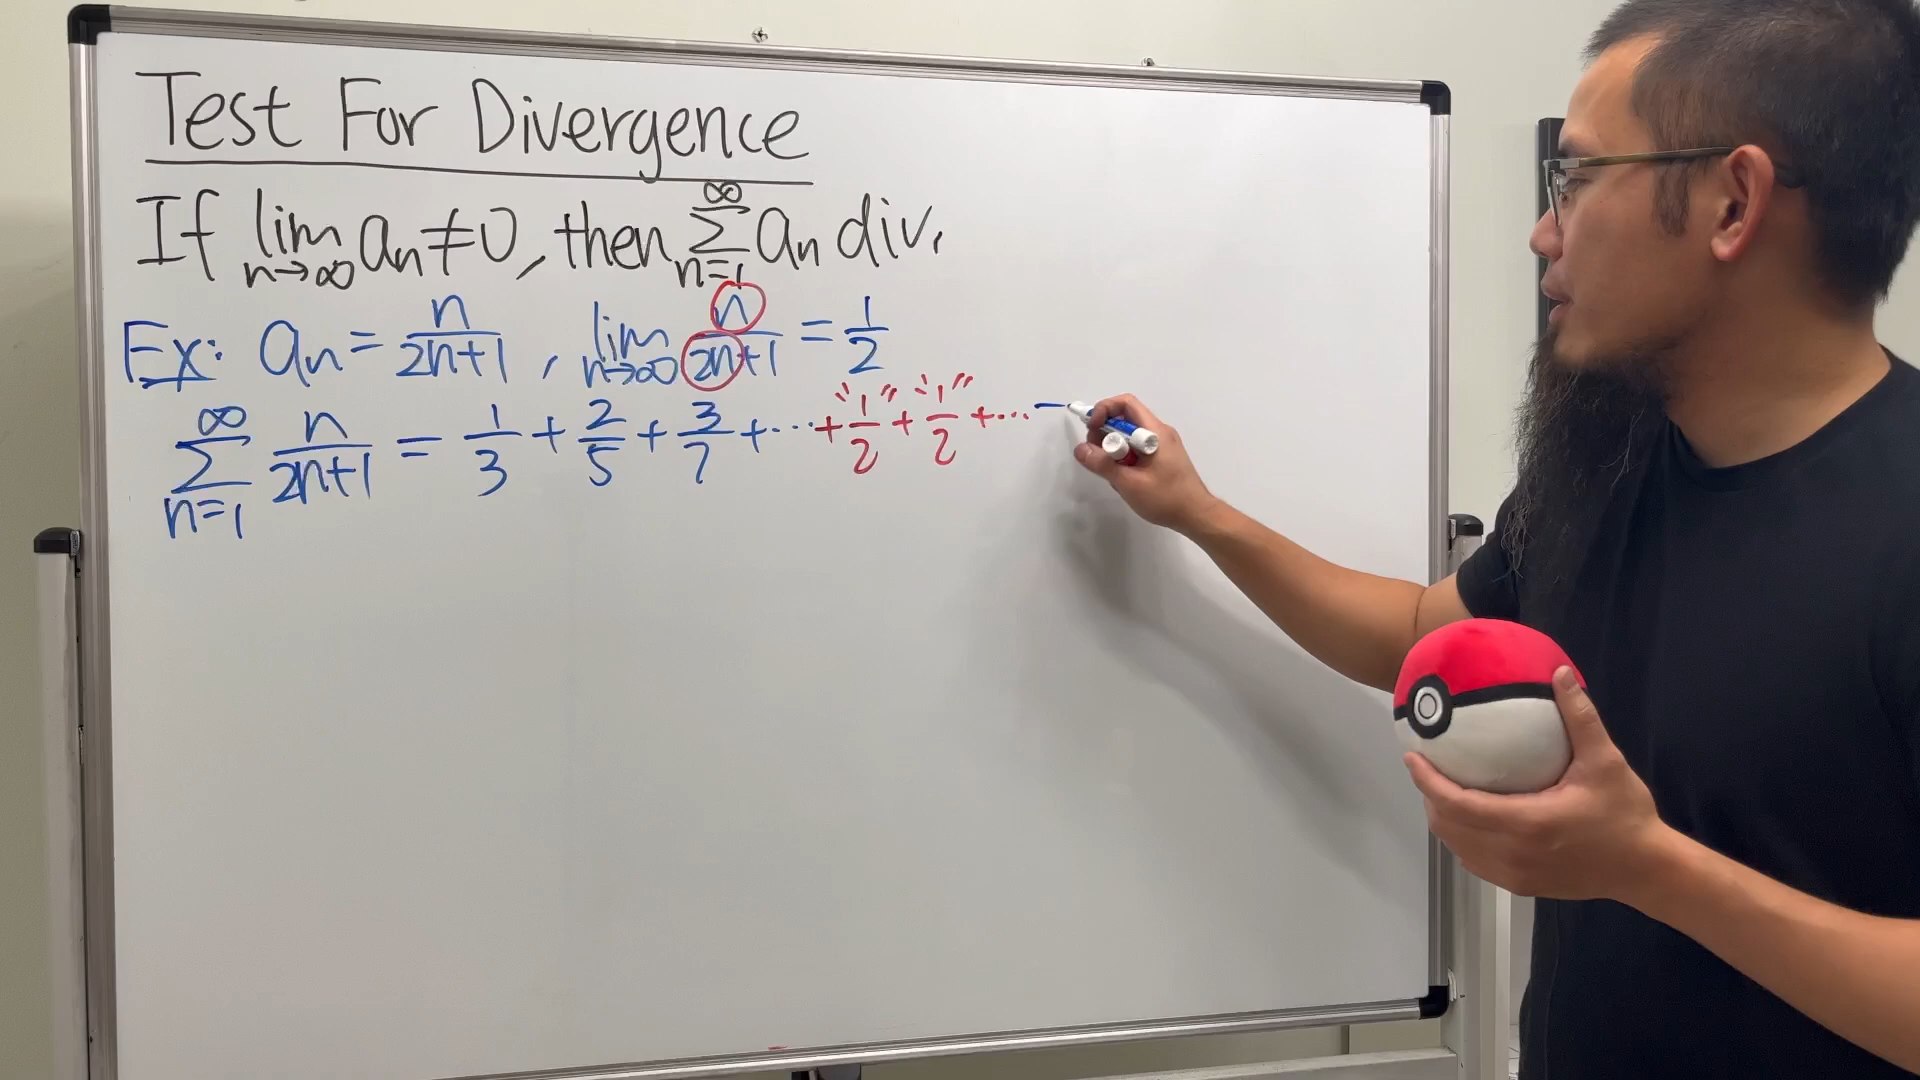 Test For Divergence
If lim n→∞ aₙ ≠ 0, then ∞ Σ n=1 aₙ div.
Ex: aₙ = n/(2n+1), lim n→∞ n/(2n+1) = 1/2
∞ Σ n=1 n/(2n+1) = 1/3 + 2/5 + 3/7 + ··· + "1/2" + "1/2" + ···